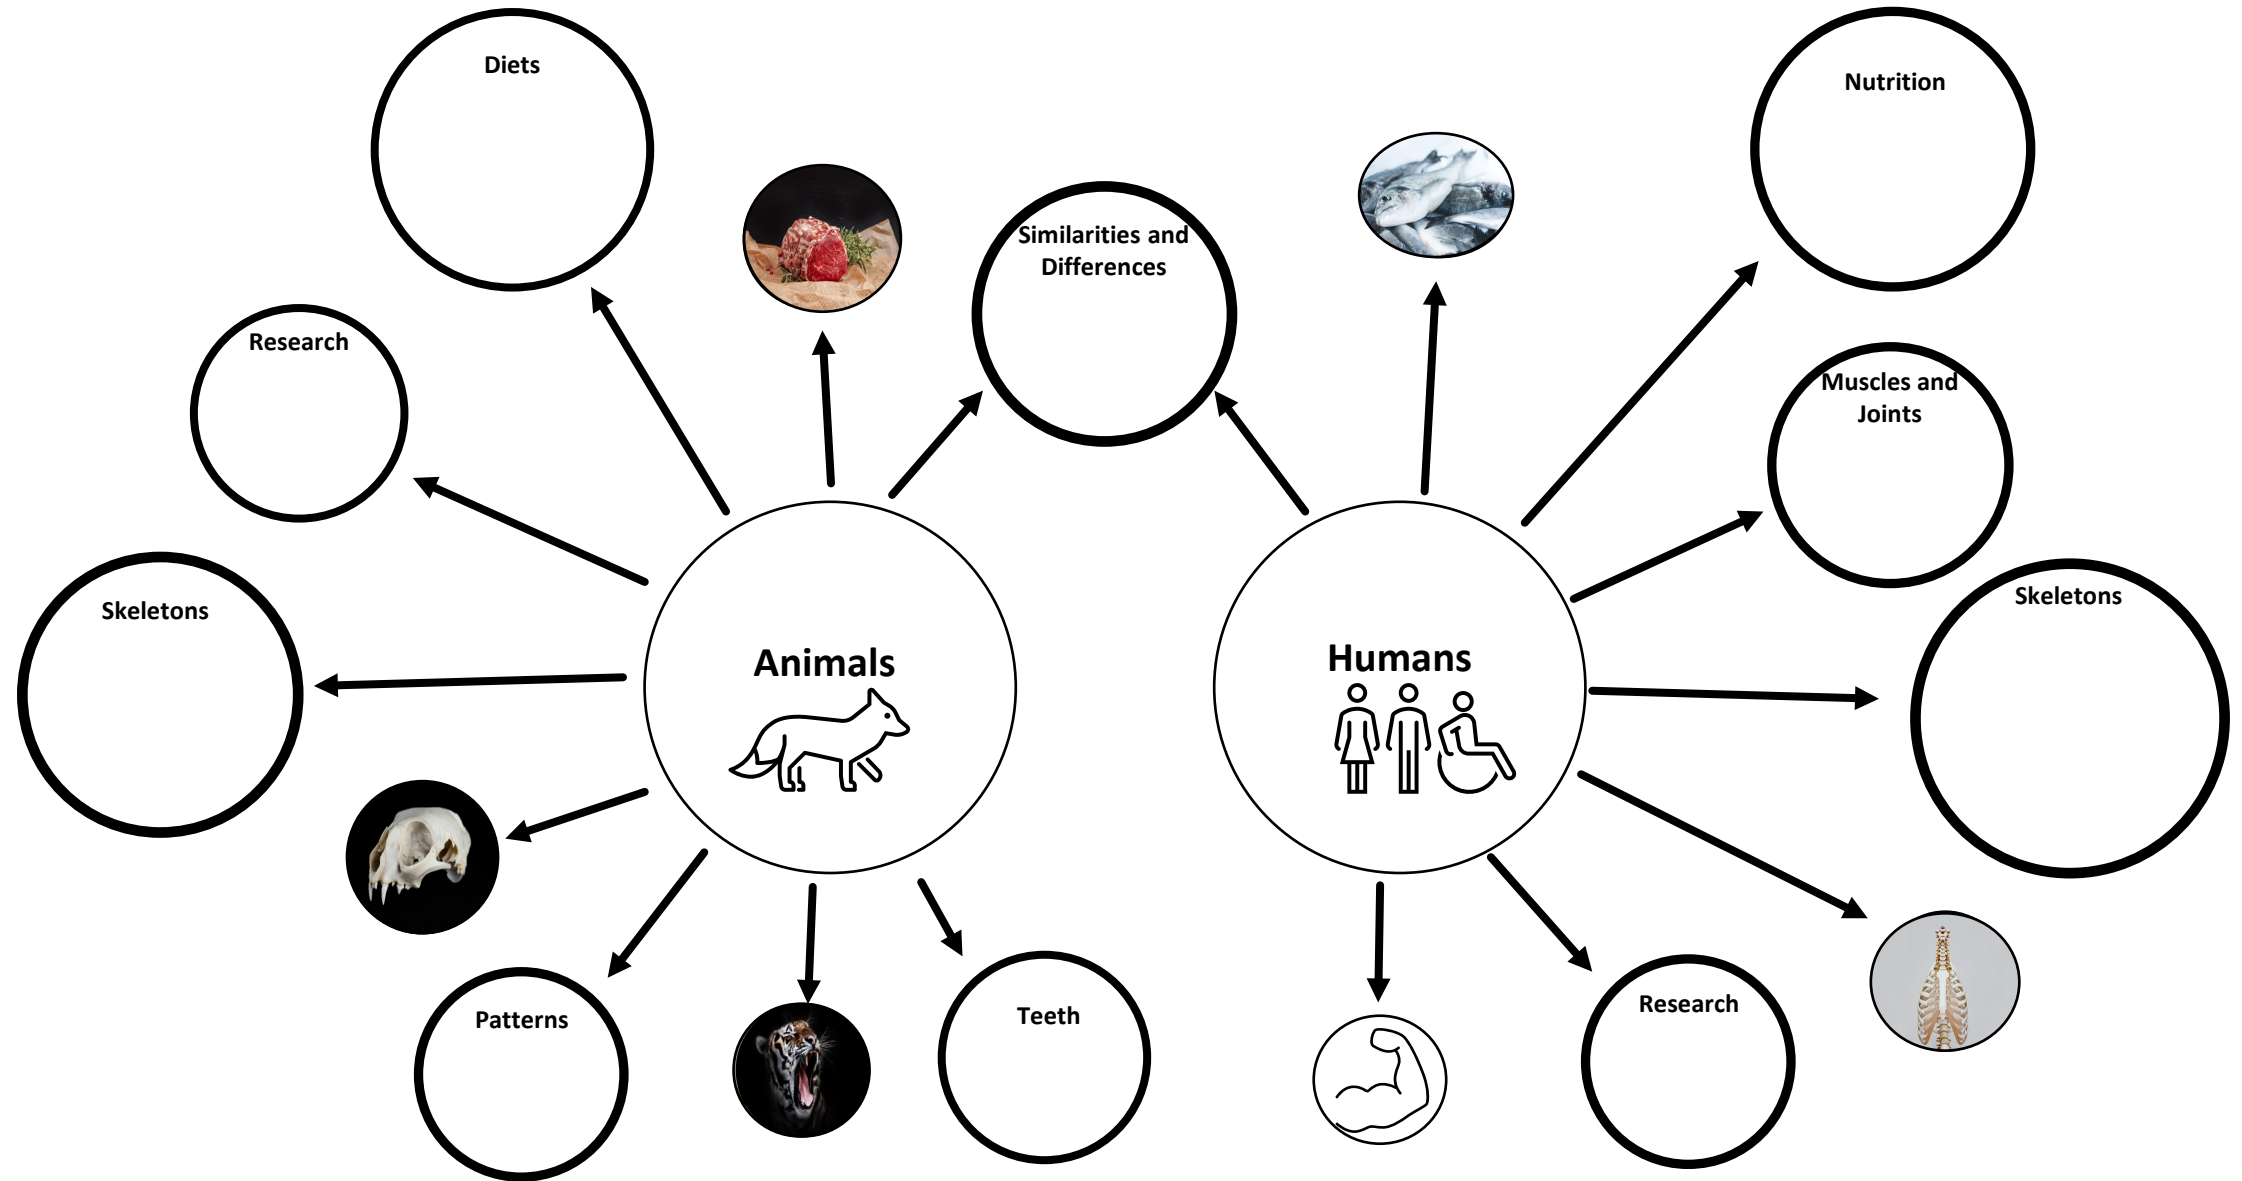 Diets
Nutrition
Similarities and
Differences
Research
Muscles and
Joints
Skeletons
Skeletons
Animals
Humans
Patterns
Teeth
Research